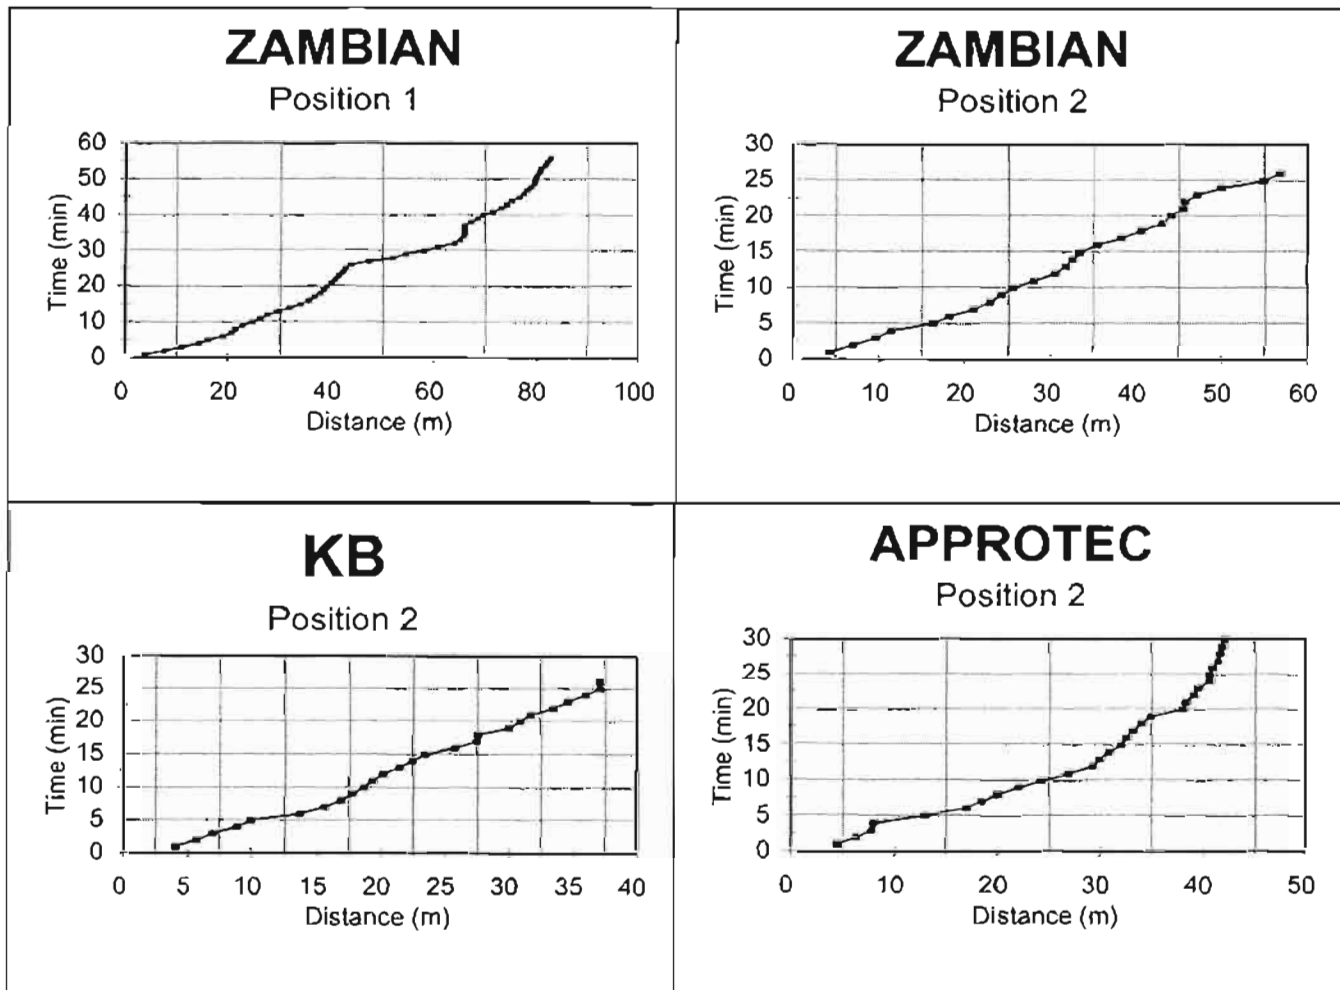 ZAMBIAN
Position 1
60
50
40
30
20
10
0
Time (min)
0 20 40 60 80 100
Distance (m)
ZAMBIAN
Position 2
30
25
20
15
10
5
0
Time (min)
0 10 20 30 40 50 60
Distance (m)
KB
Position 2
30
25
20
15
10
5
0
Time (min)
0 5 10 15 20 25 30 35 40
Distance (m)
APPROTEC
Position 2
30
25
20
15
10
5
0
Time (min)
0 10 20 30 40 50
Distance (m)